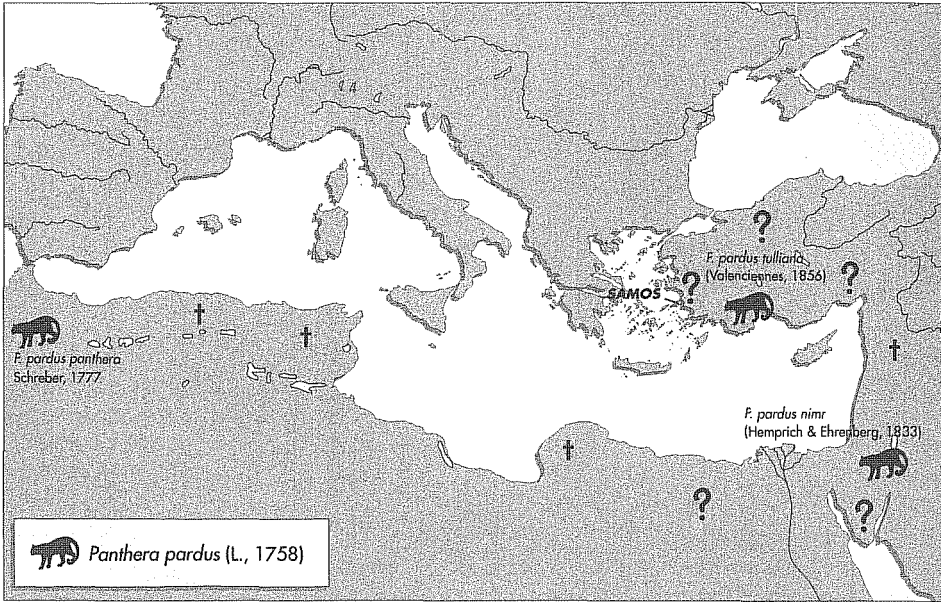 ?
P. pardus tulliana
(Valenciennes, 1856)
?
?
SAMOS
†
†
P. pardus panthera
Schreber, 1777
†
P. pardus nimr
(Hemprich & Ehrenberg, 1833)
†
?
?
Panthera pardus (L., 1758)